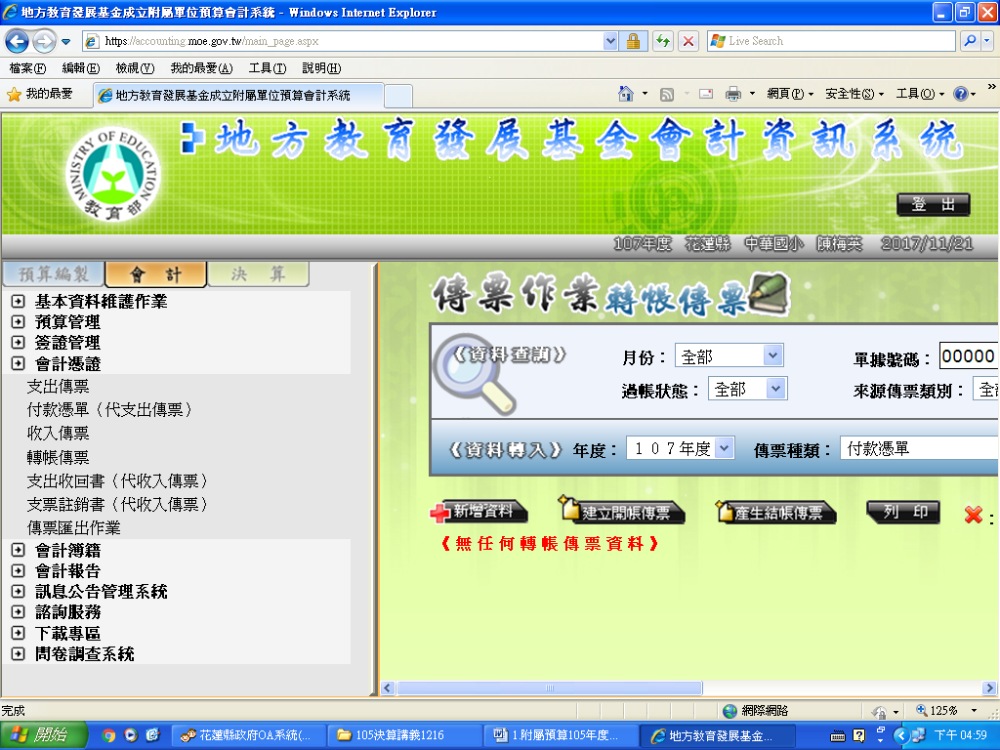 地方教育發展基金成立附屬單位預算會計系統 - Windows Internet Explorer
https://accounting.moe.gov.tw/main_page.aspx
Live Search
檔案(F) 編輯(E) 檢視(V) 我的最愛(A) 工具(T) 說明(H)
我的最愛
地方教育發展基金成立附屬單位預算會計系統
網頁(P) 安全性(S) 工具(O)
MINISTRY OF EDUCATION
教育部
地方教育發展基金會計資訊系統
登 出
107年度 花蓮縣 中華國小 陳梅英 2017/11/21
預算編製 會 計 決 算
基本資料維護作業
預算管理
簽證管理
會計憑證
支出傳票
付款憑單（代支出傳票）
收入傳票
轉帳傳票
支出收回書（代收入傳票）
支票註銷書（代收入傳票）
傳票匯出作業
會計簿籍
會計報告
訊息公告管理系統
諮詢服務
下載專區
問卷調查系統
傳票作業 轉帳傳票
《資料查詢》
月份： 全部
單據號碼： 00000
過帳狀態： 全部
來源傳票類別：
《資料轉入》 年度： １０７年度 傳票種類： 付款憑單
新增資料 建立開帳傳票 產生結帳傳票 列 印 ：
《無任何轉帳傳票資料》
完成
網際網路
125%
開始
花蓮縣政府OA系統(...
105決算講義1216
1.附屬預算105年度...
地方教育發展基金...
下午 04:59